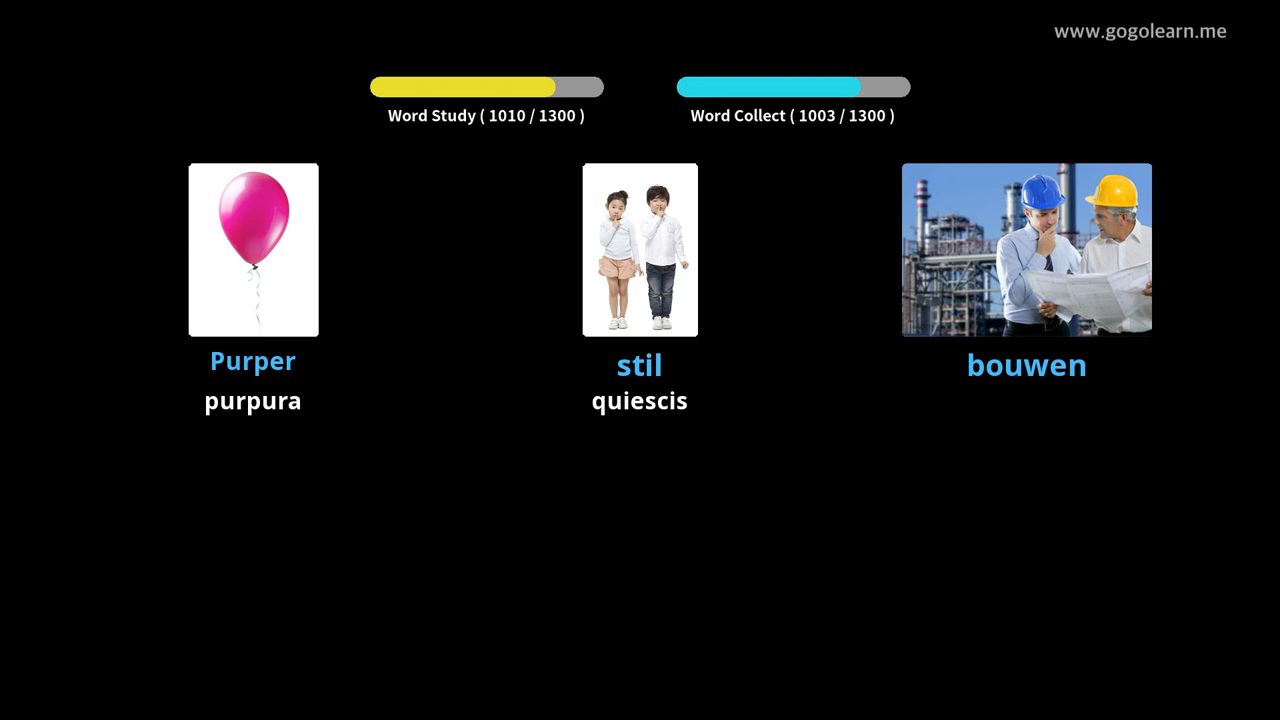 www.gogolearn.me
Word Study ( 1010 / 1300 )
Word Collect ( 1003 / 1300 )
Purper
purpura
stil
quiescis
bouwen